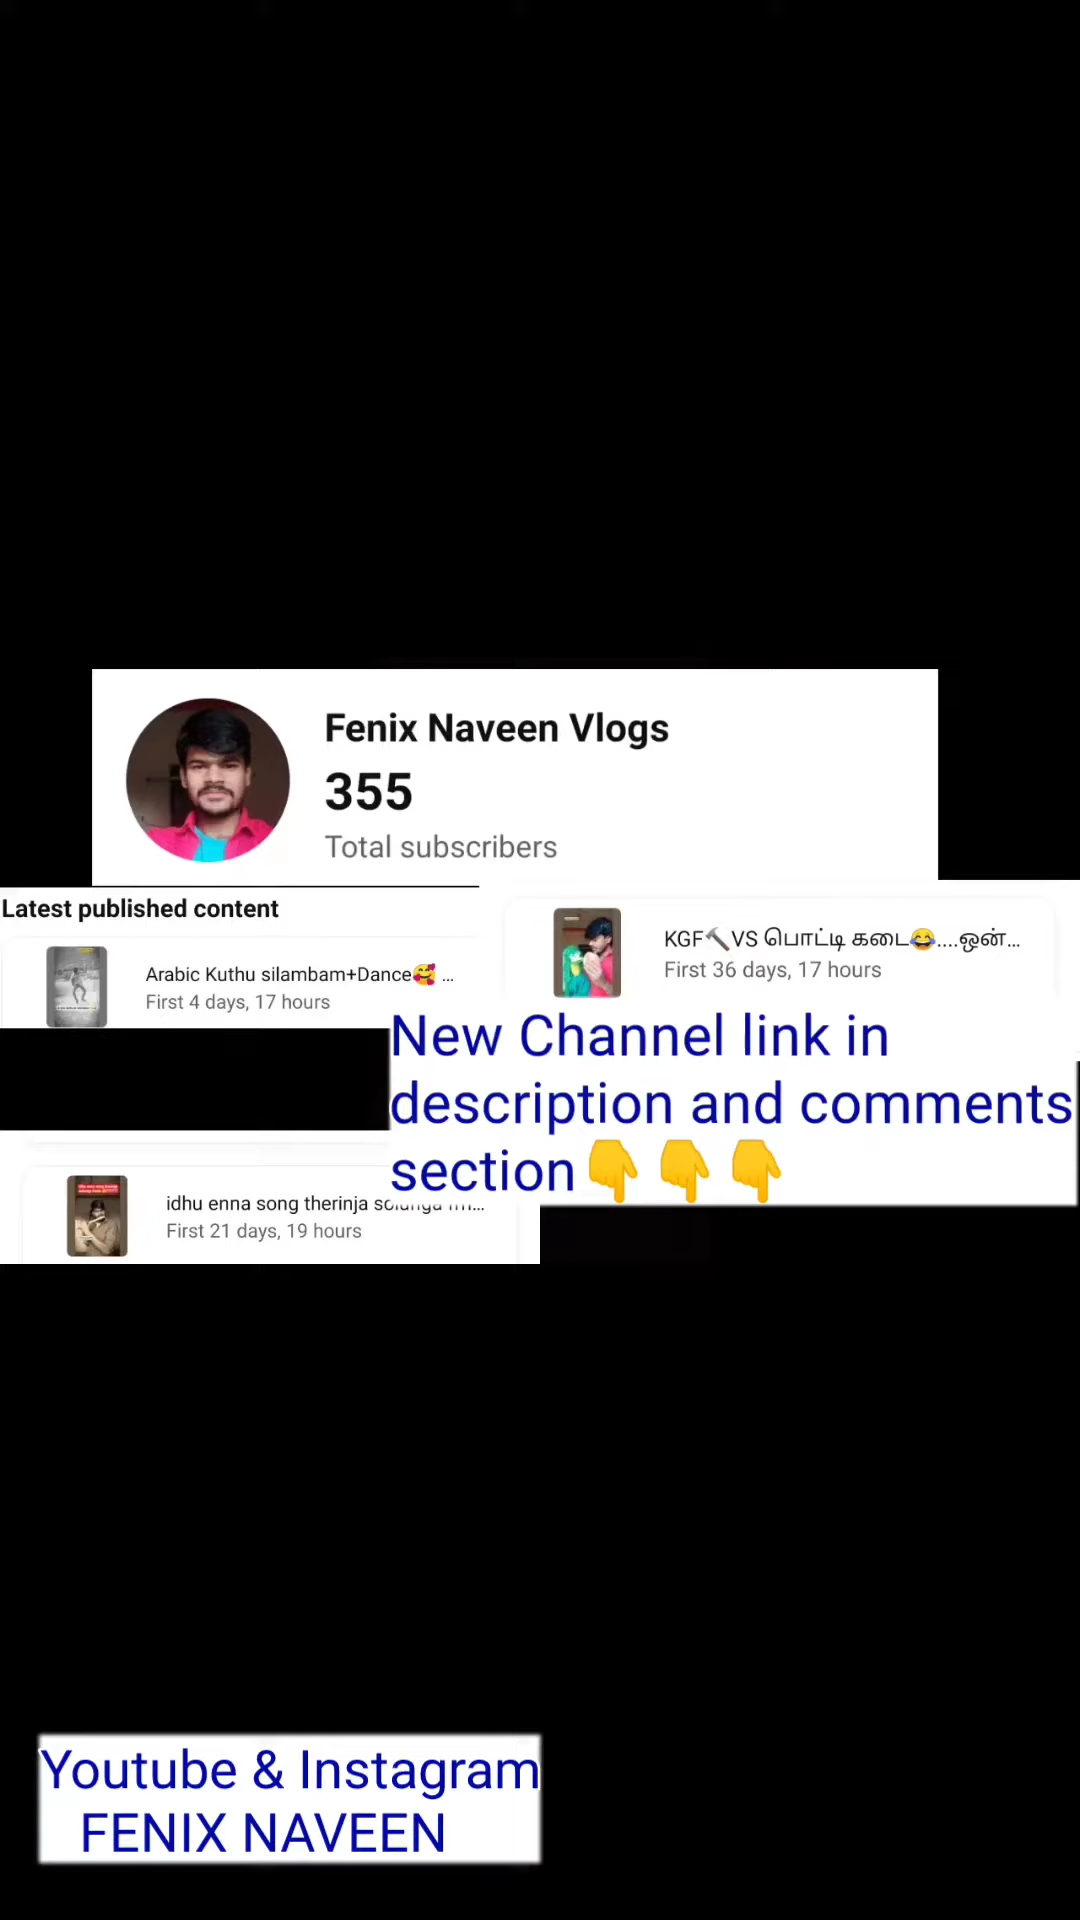 Fenix Naveen Vlogs
355
Total subscribers
Latest published content
Arabic Kuthu silambam+Dance🥰 ...
First 4 days, 17 hours
KGF🔨VS பொட்டி கடை😂....ஒன்...
First 36 days, 17 hours
New Channel link in
description and comments
section👇👇👇
idhu enna song therinja solunga
First 21 days, 19 hours
Youtube & Instagram
FENIX NAVEEN